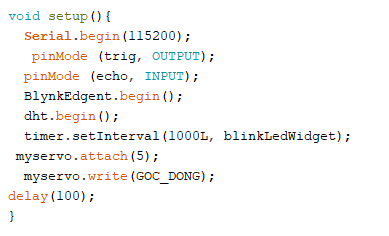 void setup(){
  Serial.begin(115200);
   pinMode (trig, OUTPUT);
  pinMode (echo, INPUT);
  BlynkEdgent.begin();
  dht.begin();
  timer.setInterval(1000L, blinkLedWidget);
 myservo.attach(5);
  myservo.write(GOC_DONG);
delay(100);
}